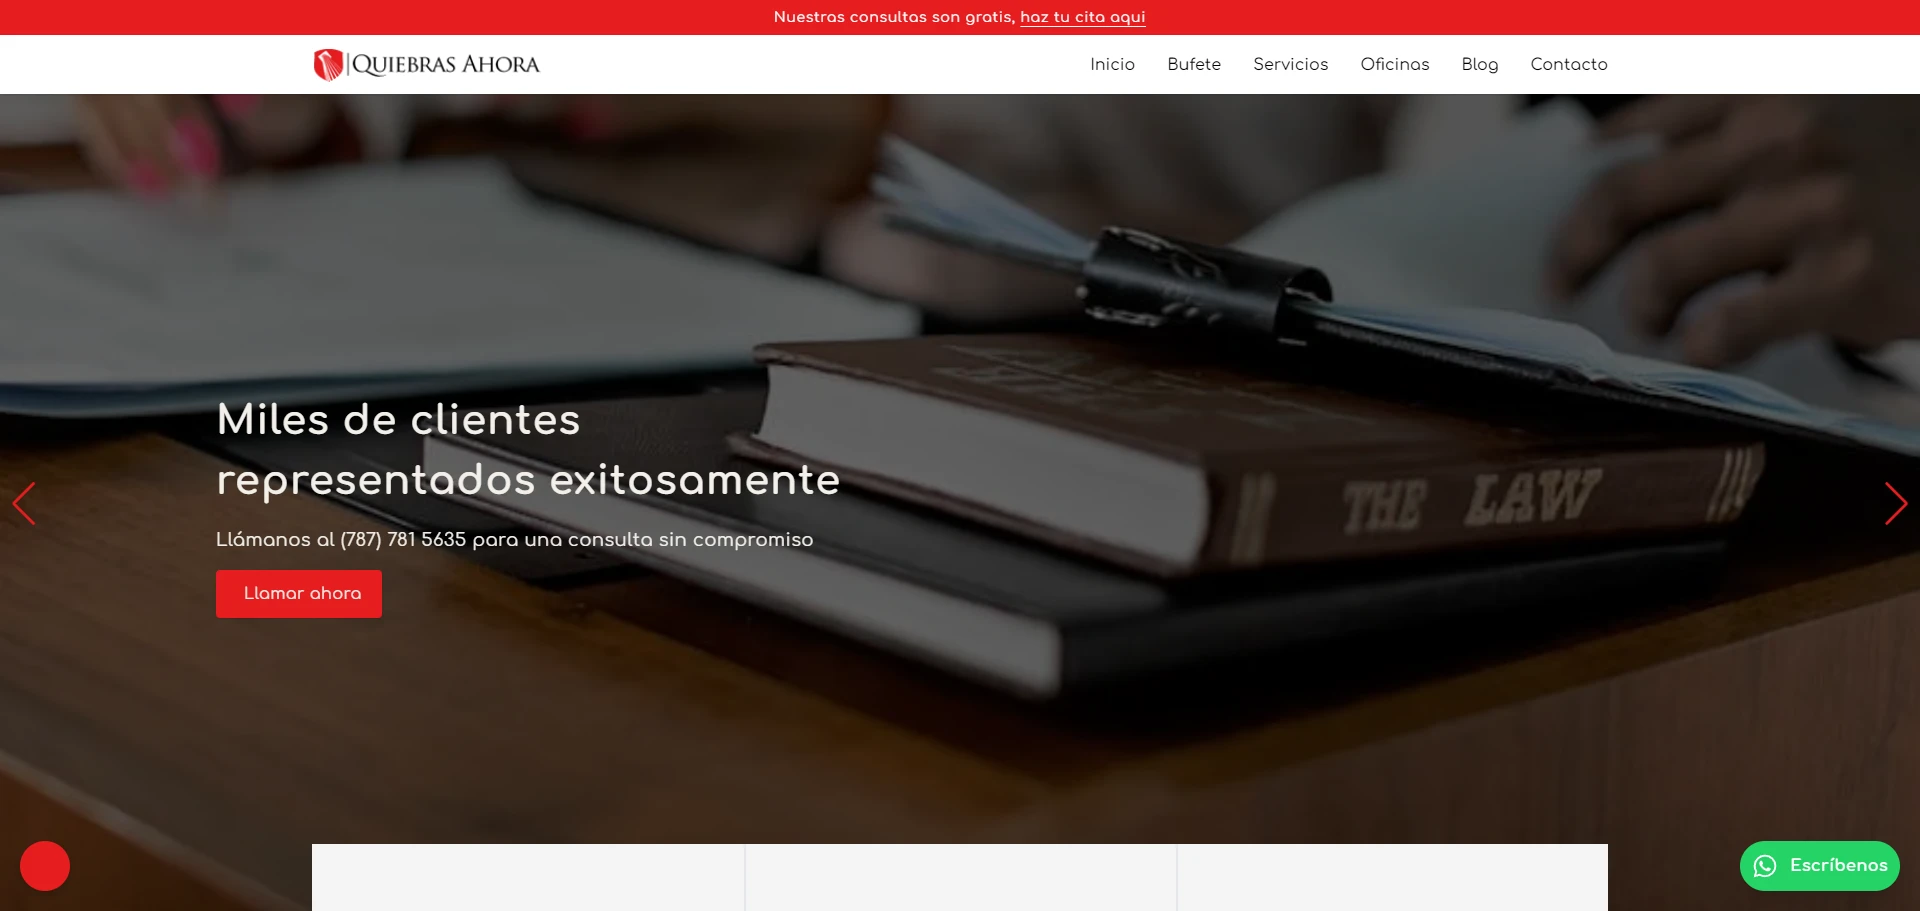 Nuestras consultas son gratis, haz tu cita aqui
QUIEBRAS AHORA
Inicio Bufete Servicios Oficinas Blog Contacto
THE LAW
Miles de clientes
representados exitosamente
Llámanos al (787) 781 5635 para una consulta sin compromiso
Llamar ahora
Escríbenos